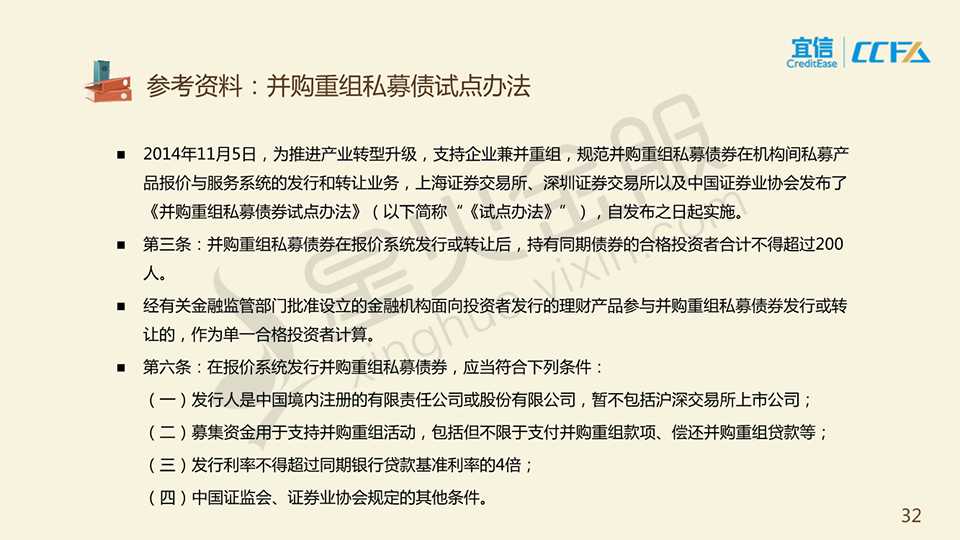 宜信
CreditEase
CCFA
参考资料：并购重组私募债试点办法
■ 2014年11月5日，为推进产业转型升级，支持企业兼并重组，规范并购重组私募债券在机构间私募产
品报价与服务系统的发行和转让业务，上海证券交易所、深圳证券交易所以及中国证券业协会发布了
《并购重组私募债券试点办法》（以下简称“《试点办法》”），自发布之日起实施。
■ 第三条：并购重组私募债券在报价系统发行或转让后，持有同期债券的合格投资者合计不得超过200
人。
■ 经有关金融监管部门批准设立的金融机构面向投资者发行的理财产品参与并购重组私募债券发行或转
让的，作为单一合格投资者计算。
■ 第六条：在报价系统发行并购重组私募债券，应当符合下列条件：
（一）发行人是中国境内注册的有限责任公司或股份有限公司，暂不包括沪深交易所上市公司；
（二）募集资金用于支持并购重组活动，包括但不限于支付并购重组款项、偿还并购重组贷款等；
（三）发行利率不得超过同期银行贷款基准利率的4倍；
（四）中国证监会、证券业协会规定的其他条件。
星火金服
xinghuo.yixin.com
32